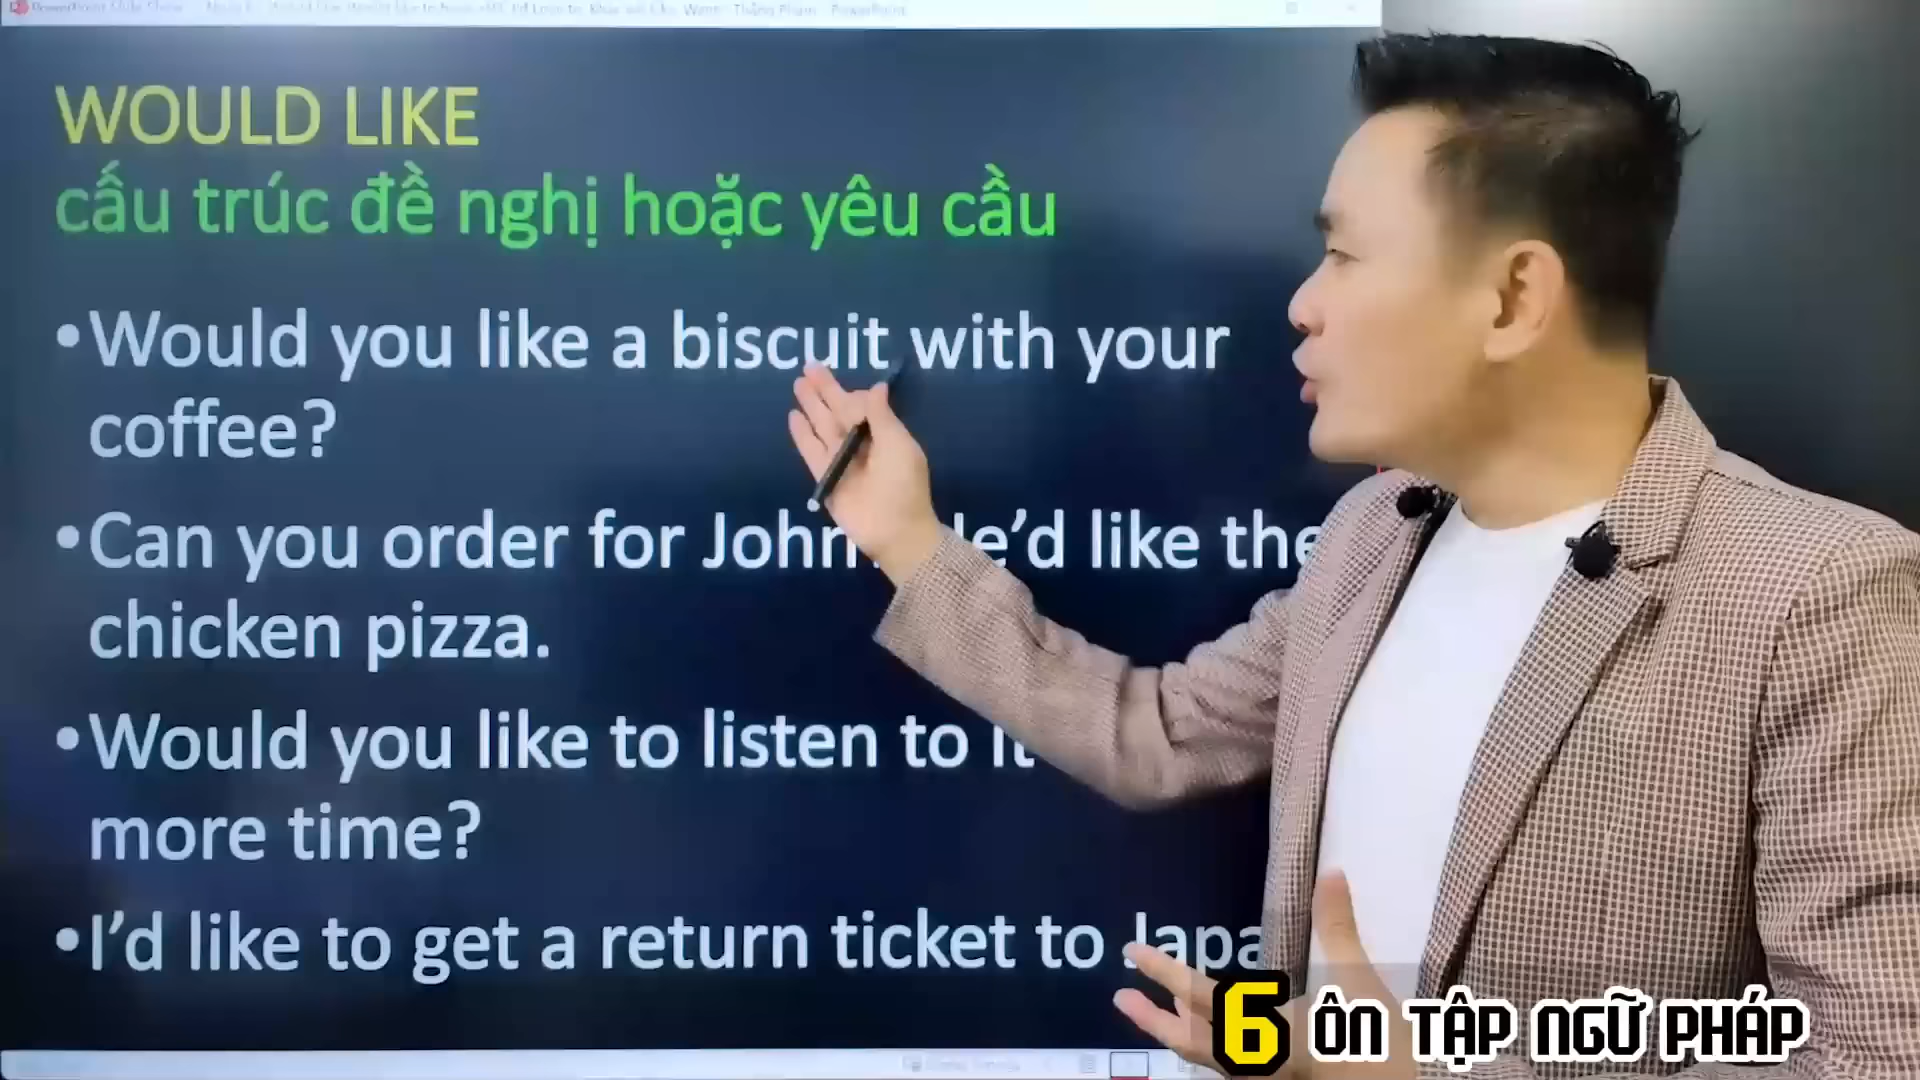 WOULD LIKE
cấu trúc đề nghị hoặc yêu cầu
•Would you like a biscuit with your
coffee?
•Can you order for John. He’d like the
chicken pizza.
•Would you like to listen to it
more time?
•I’d like to get a return ticket to
6 ÔN TẬP NGỮ PHÁP